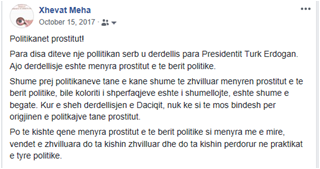 Xhevat Meha
October 15, 2017 ·
Politikanet prostitut!
Para disa diteve nje pollitikan serb u derdellis para Presidentit Turk Erdogan.
Ajo derdellisje eshte menyra prostitut e te berit politike.
Shume prej politikaneve tane e kane shume te zhvilluar menyren prostitut e te
berit politike, bile koloriti i shperfaqjeve eshte i shumellojte, eshte shume e
begate. Kur e sheh derdellisjen e Daciqit, nuk ke si te mos bindesh per
origjinen e politkajve tane prostitut.
Po te kishte qene menyra prostitut e te berit politike si menyra me e mire,
vendet e zhvilluara do ta kishin zhvilluar dhe do ta kishin perdorur ne praktikat
e tyre politike.